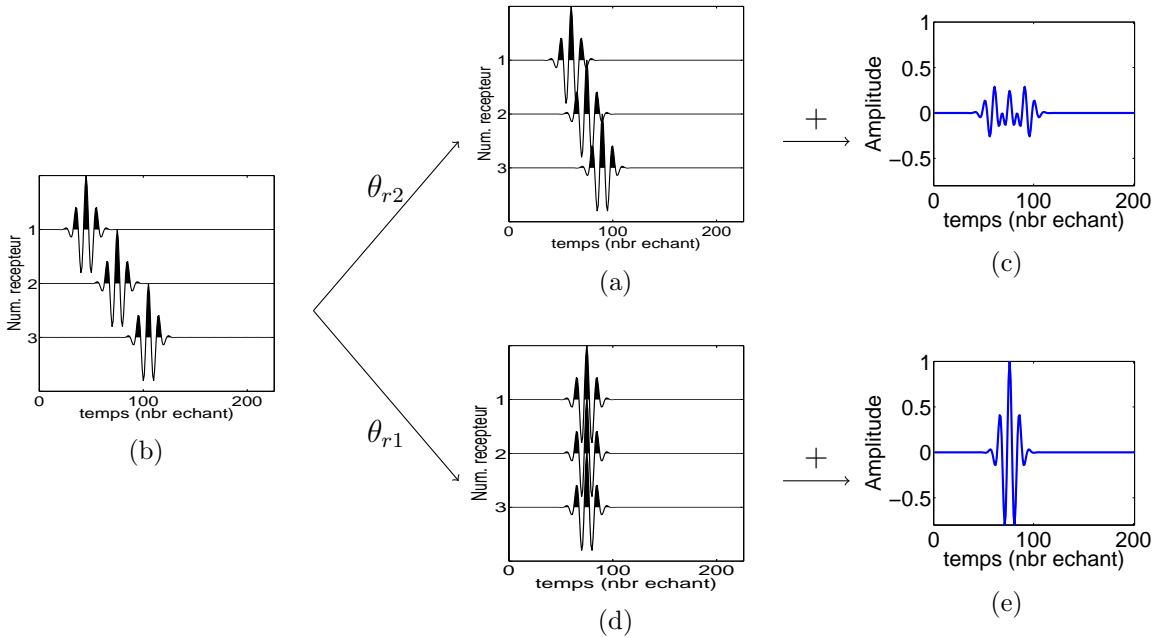 Num. recepteur
1
2
3
0
100
200
temps (nbr echant)
(b)
θr2
θr1
Num. recepteur
1
2
3
0
100
200
temps (nbr echant)
(a)
+
Amplitude
1
0.5
0
−0.5
0
100
200
temps (nbr echant)
(c)
Num. recepteur
1
2
3
0
100
200
temps (nbr echant)
(d)
+
Amplitude
1
0.5
0
−0.5
0
100
200
temps (nbr echant)
(e)